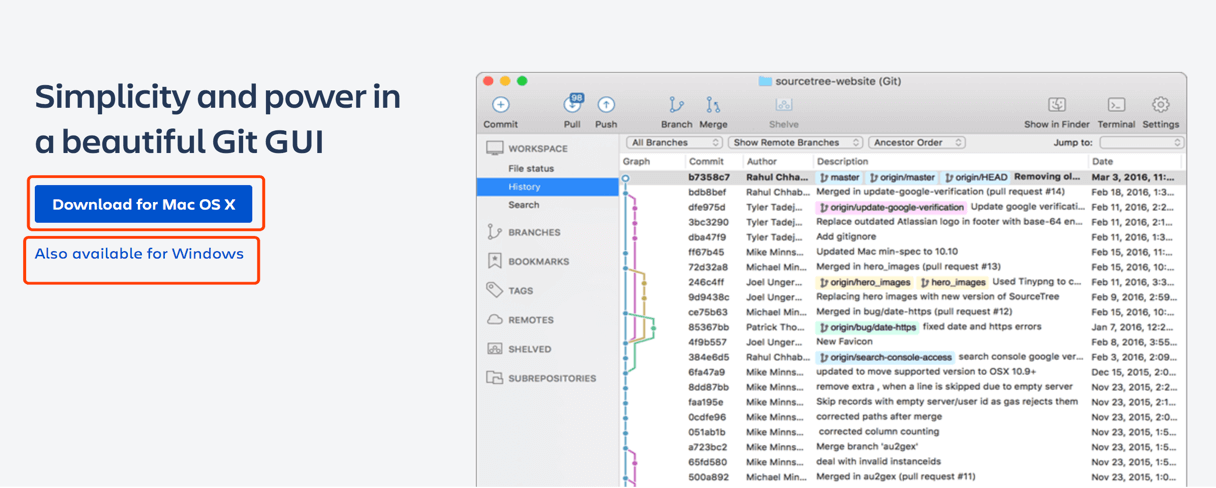 Simplicity and power in
a beautiful Git GUI
Download for Mac OS X
Also available for Windows
sourcetree-website (Git)
98
Commit Pull Push Branch Merge Shelve Show in Finder Terminal Settings
WORKSPACE
File status
History
Search
BRANCHES
BOOKMARKS
TAGS
REMOTES
SHELVED
SUBREPOSITORIES
All Branches Show Remote Branches Ancestor Order Jump to:
Graph Commit Author Description Date
b7358c7 Rahul Chhab... master origin/master origin/HEAD Removing ol... Mar 3, 2016, 11:...
bdb8bef Rahul Chhab... Merged in update-google-verification (pull request #14) Feb 18, 2016, 1:3...
dfe975d Tyler Tadej... origin/update-google-verification Update google verificati... Feb 11, 2016, 2:2...
3bc3290 Tyler Tadej... Replace outdated Atlassian logo in footer with base-64 en... Feb 11, 2016, 2:1...
dba47f9 Tyler Tadej... Add gitignore Feb 11, 2016, 1:3...
ff67b45 Mike Minns... Updated Mac min-spec to 10.10 Feb 15, 2016, 11:...
72d32a8 Michael Min... Merged in hero_images (pull request #13) Feb 15, 2016, 10:...
246c4ff Joel Unger... origin/hero_images hero_images Used Tinypng to c... Feb 11, 2016, 3:3...
9d9438c Joel Unger... Replacing hero images with new version of SourceTree Feb 9, 2016, 2:59...
ce75b63 Michael Min... Merged in bug/date-https (pull request #12) Feb 15, 2016, 10:...
85367bb Patrick Tho... origin/bug/date-https fixed date and https errors Jan 7, 2016, 12:2...
4f9b557 Joel Unger... New Favicon Feb 8, 2016, 3:55...
384e6d5 Rahul Chhab... origin/search-console-access search console google ver... Feb 3, 2016, 2:09...
6fa47a9 Mike Minns... updated to move supported version to OSX 10.9+ Dec 15, 2015, 2:0...
8dd87bb Mike Minns... remove extra , when a line is skipped due to empty server Nov 23, 2015, 2:2...
faa195e Mike Minns... Skip records with empty server/user id as gas rejects them Nov 23, 2015, 2:1...
0cdfe96 Mike Minns... corrected paths after merge Nov 23, 2015, 2:0...
051ab1b Mike Minns... corrected column counting Nov 23, 2015, 1:5...
a723bc2 Mike Minns... Merge branch 'au2gex' Nov 23, 2015, 1:5...
65fd580 Mike Minns... deal with invalid instanceids Nov 23, 2015, 1:5...
500a892 Michael Min... Merged in au2gex (pull request #11) Nov 23, 2015, 1:0...